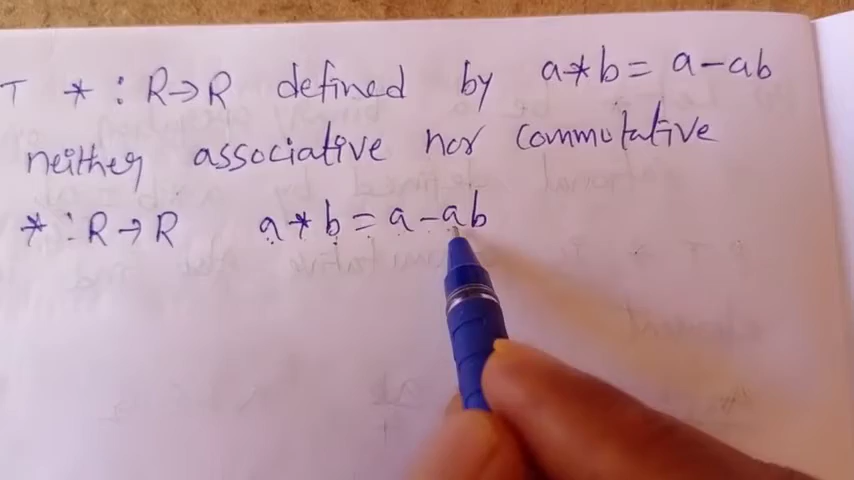 T * : R→R defined by a*b = a-ab
neither associative nor commutative
* : R→R a*b = a-ab